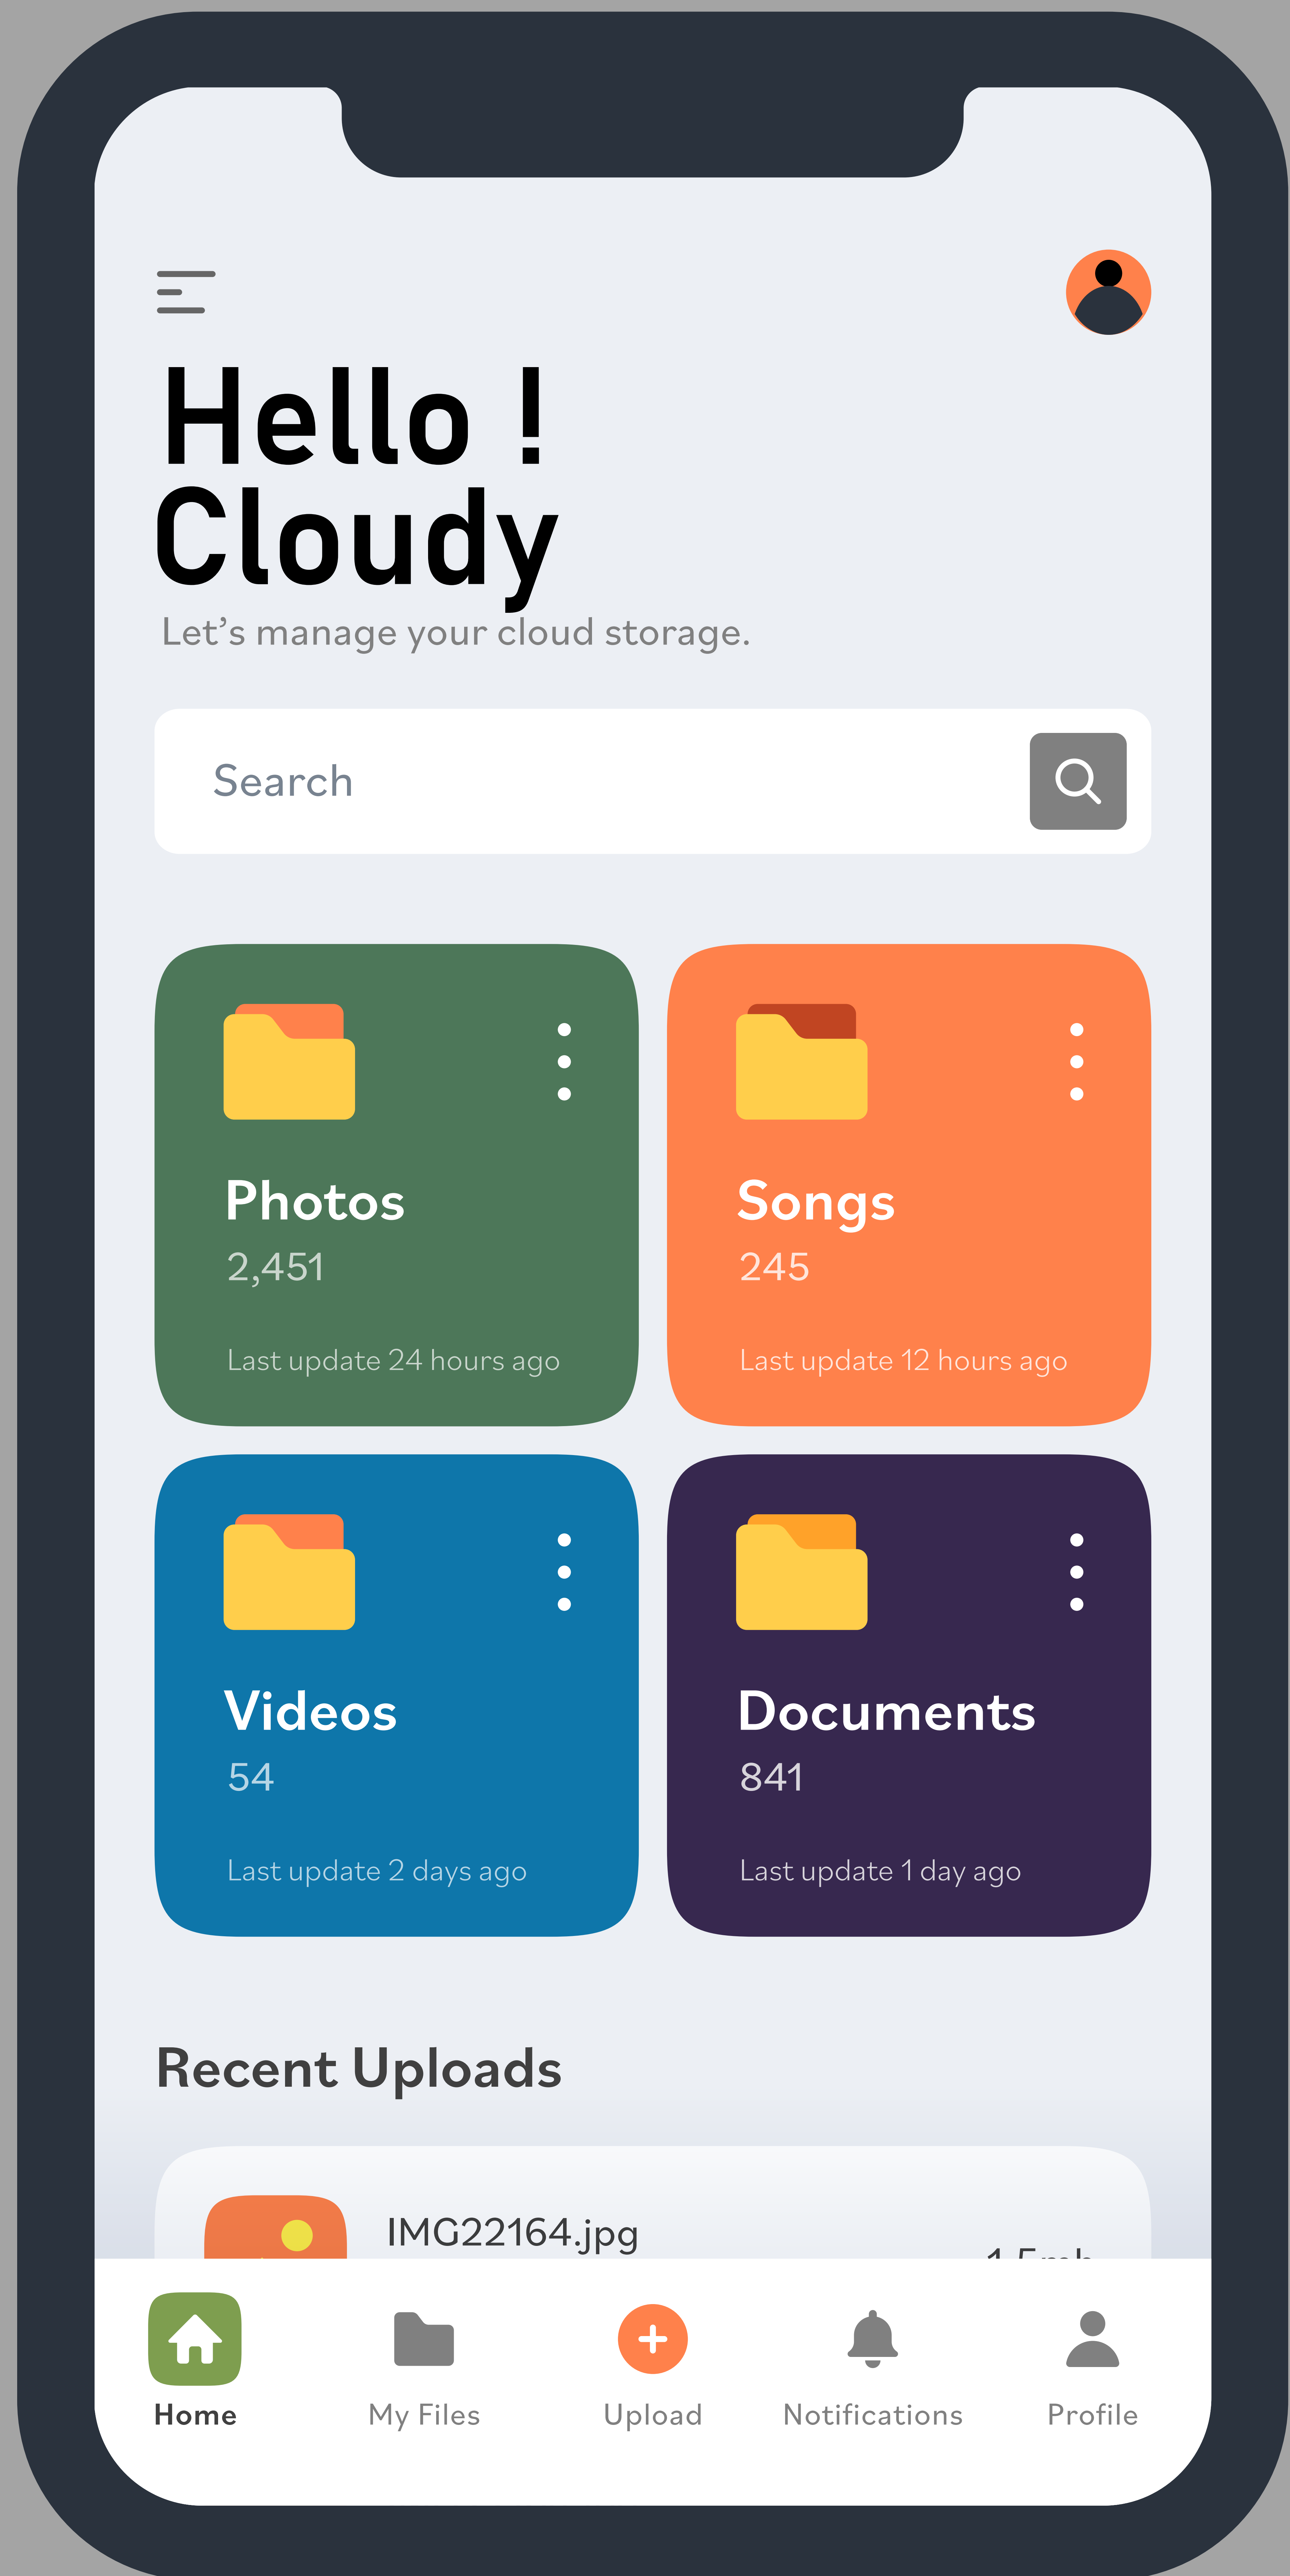 Hello !
Cloudy
Let’s manage your cloud storage.
Search
Photos
2,451
Last update 24 hours ago
Songs
245
Last update 12 hours ago
Videos
54
Last update 2 days ago
Documents
841
Last update 1 day ago
Recent Uploads
IMG22164.jpg
Home
My Files
Upload
Notifications
Profile